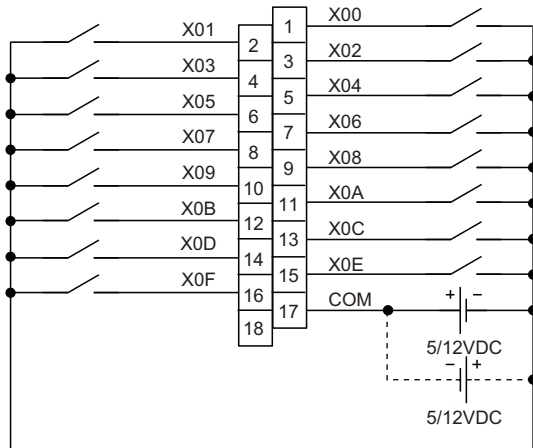 X00
X01
1
2
X02
X03
3
4
X04
X05
5
6
X06
X07
7
8
X08
X09
9
10
X0A
X0B
11
12
X0C
X0D
13
14
X0E
X0F
15
16
COM
17
+ −
18
5/12VDC
− +
5/12VDC